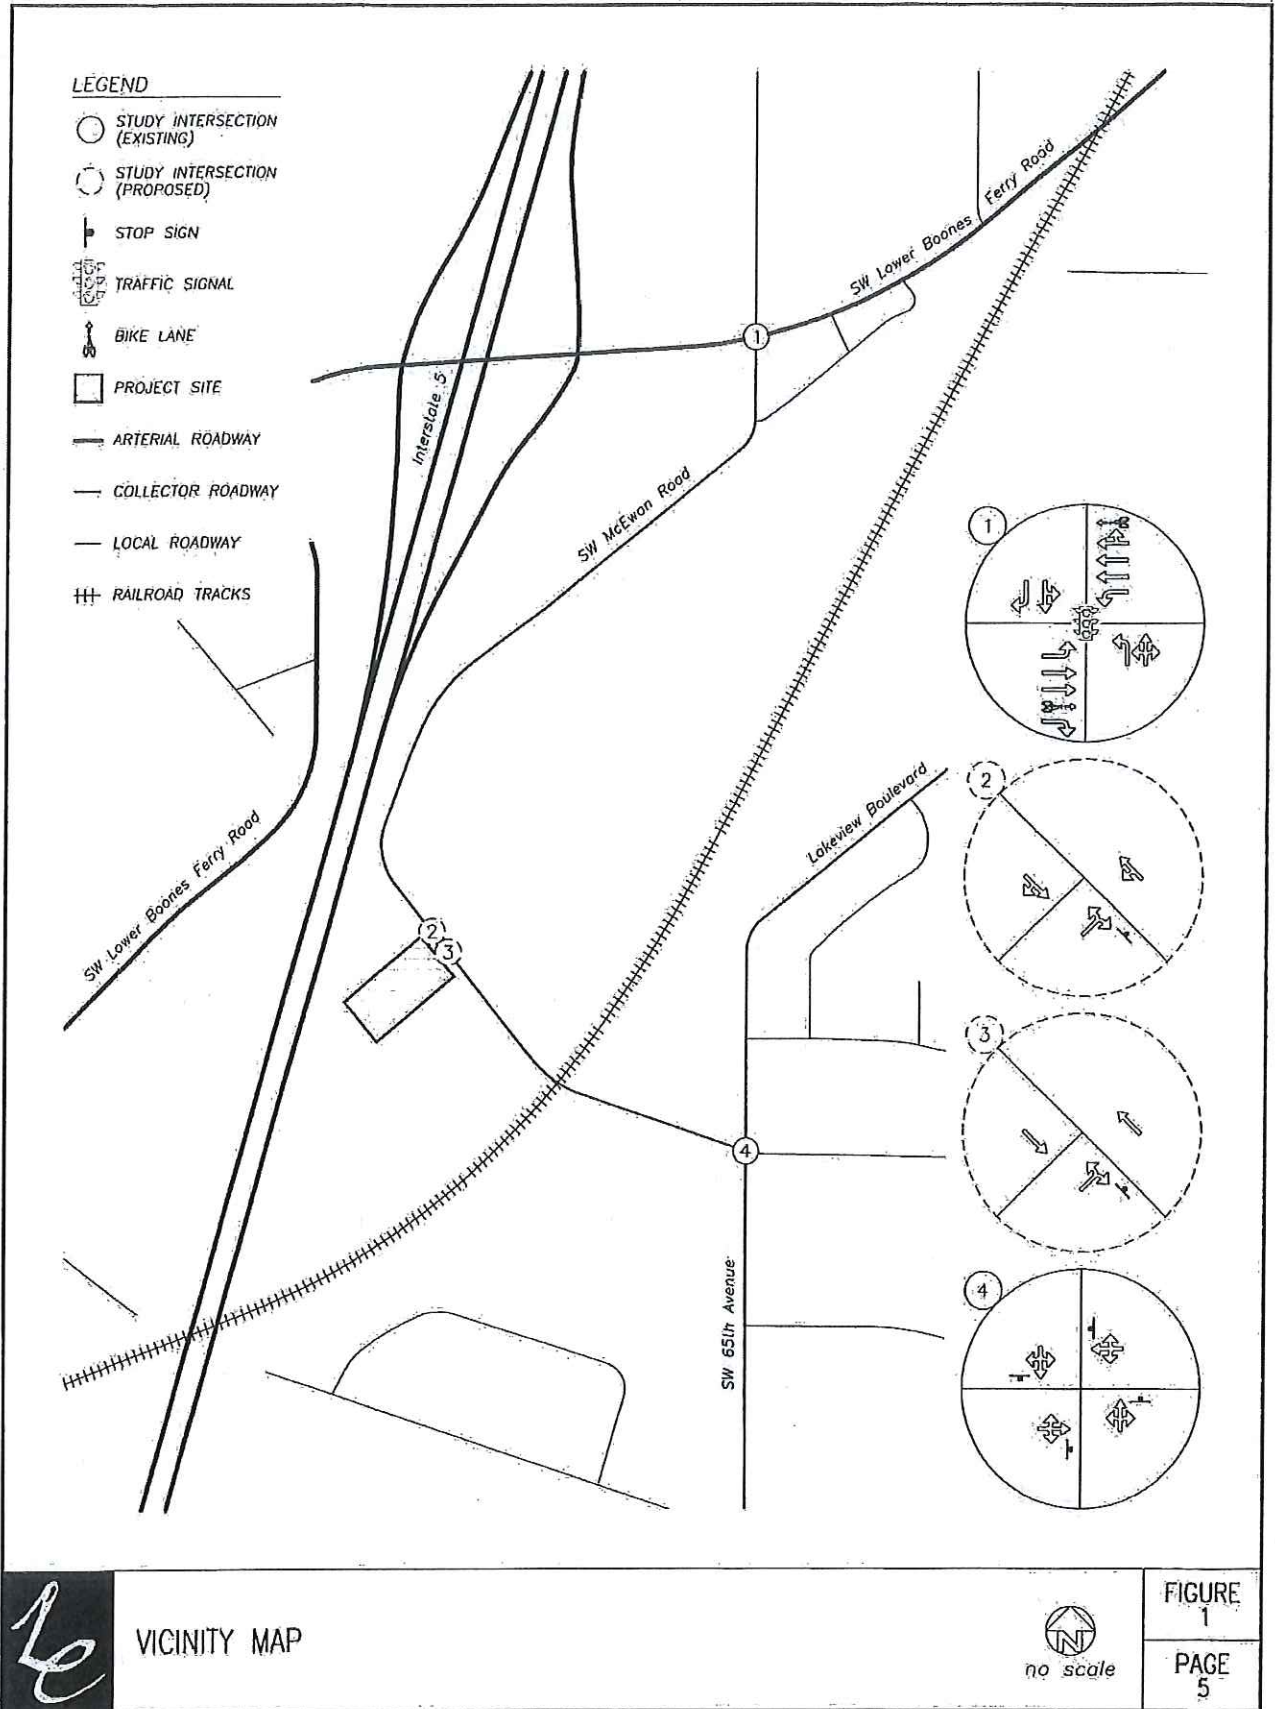 LEGEND
STUDY INTERSECTION
(EXISTING)
STUDY INTERSECTION
(PROPOSED)
STOP SIGN
TRAFFIC SIGNAL
BIKE LANE
PROJECT SITE
ARTERIAL ROADWAY
COLLECTOR ROADWAY
LOCAL ROADWAY
RAILROAD TRACKS
SW Lower Boones Ferry Road
1
Interstate 5
SW McEwan Road
1
2
Lakeview Boulevard
SW Lower Boones Ferry Road
2
3
3
4
SW 65th Avenue
4
VICINITY MAP
N
no scale
FIGURE
1
PAGE
5